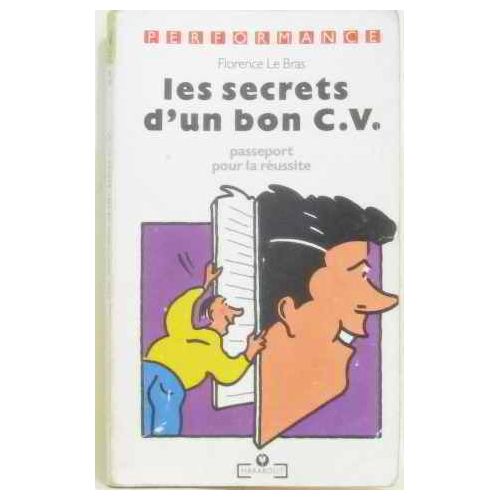 PERFORMANCE
Florence Le Bras
les secrets
d'un bon C.V.
passeport
pour la réussite
MARABOUT